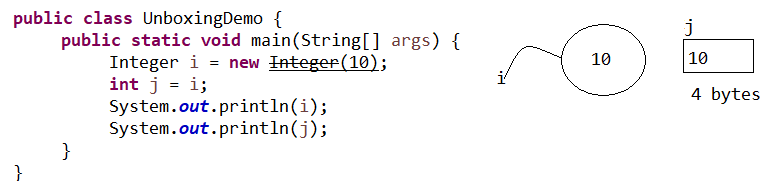 public class UnboxingDemo {
public static void main(String[] args) {
Integer i = new Integer(10);
int j = i;
System.out.println(i);
System.out.println(j);
}
}
i
10
j
10
4 bytes